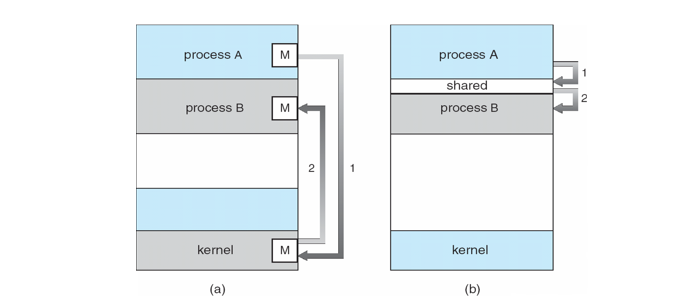 process A M
process B M
2 1
kernel M
(a)
process A
1
shared
2
process B
kernel
(b)